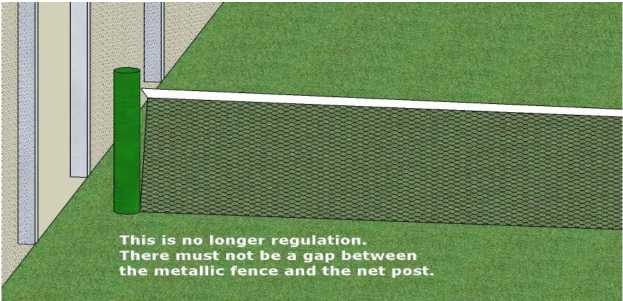 This is no longer regulation.
There must not be a gap between
the metallic fence and the net post.